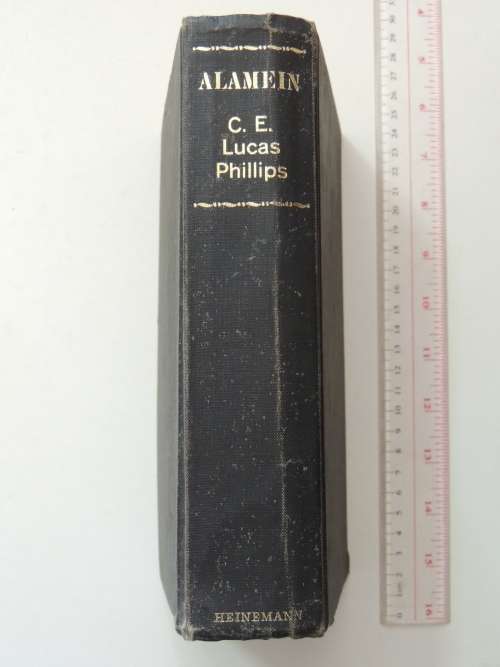 ALAMEIN
C. E.
Lucas
Phillips
HEINEMANN